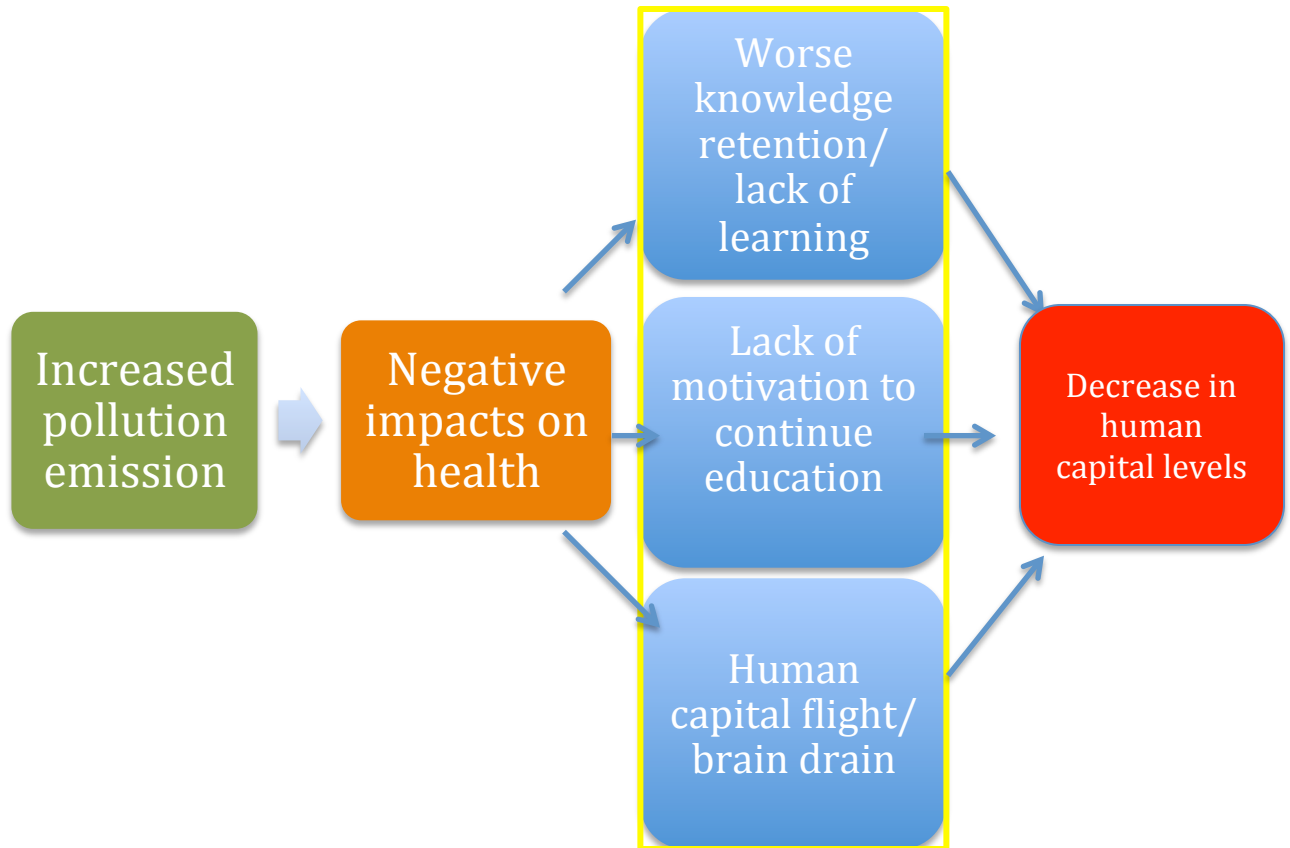 Increased
pollution
emission
Negative
impacts on
health
Worse
knowledge
retention/
lack of
learning
Lack of
motivation to
continue
education
Human
capital flight/
brain drain
Decrease in
human
capital levels